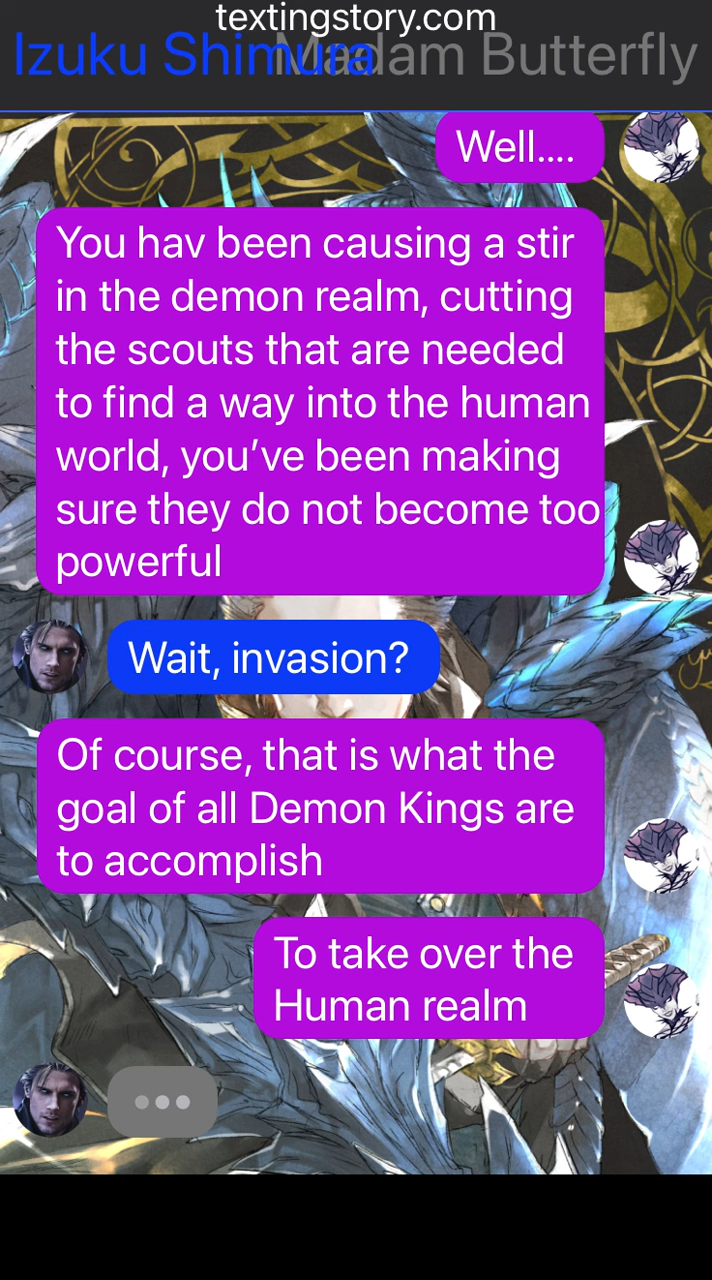 textingstory.com
Izuku Shimura Madam Butterfly
Well....
You hav been causing a stir
in the demon realm, cutting
the scouts that are needed
to find a way into the human
world, you’ve been making
sure they do not become too
powerful
Wait, invasion?
Of course, that is what the
goal of all Demon Kings are
to accomplish
To take over the
Human realm